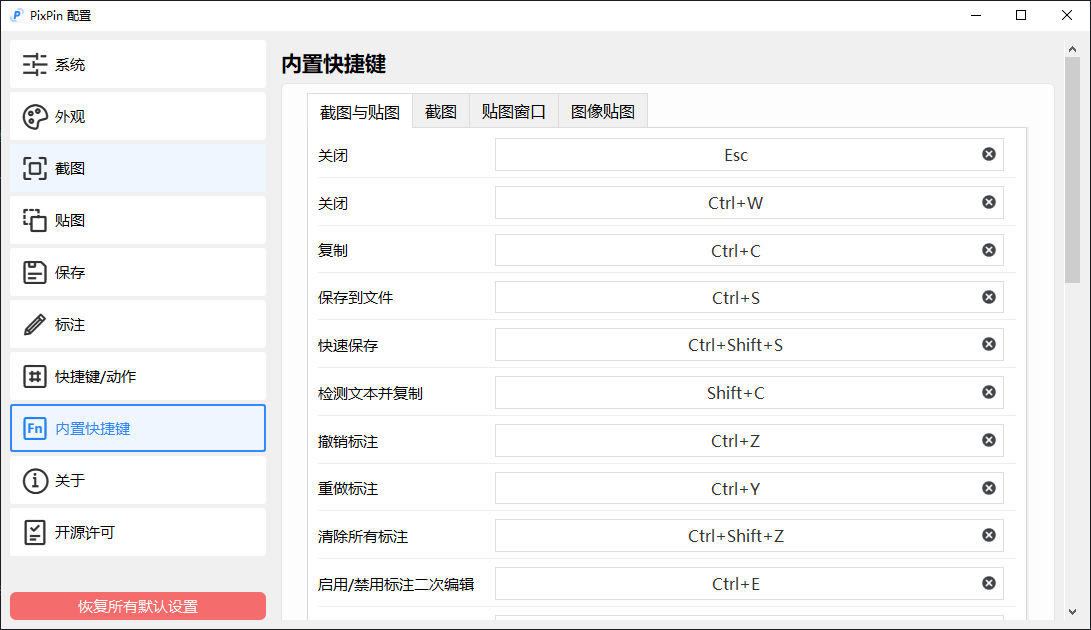 PixPin 配置
系统
外观
截图
贴图
保存
标注
快捷键/动作
Fn 内置快捷键
关于
开源许可
恢复所有默认设置
内置快捷键
截图与贴图 截图 贴图窗口 图像贴图
关闭 Esc
关闭 Ctrl+W
复制 Ctrl+C
保存到文件 Ctrl+S
快速保存 Ctrl+Shift+S
检测文本并复制 Shift+C
撤销标注 Ctrl+Z
重做标注 Ctrl+Y
清除所有标注 Ctrl+Shift+Z
启用/禁用标注二次编辑 Ctrl+E